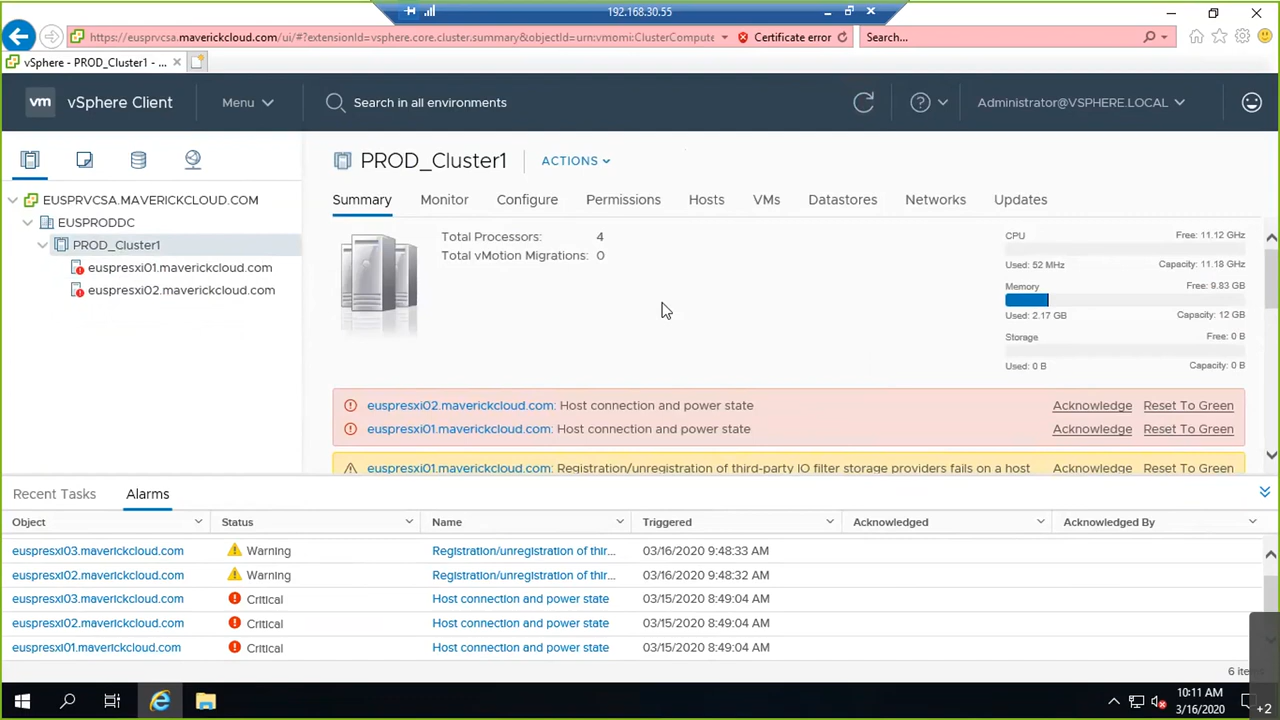 192.168.30.55
https://eusprvcsa.maverickcloud.com/ui/#?extensionId=vsphere.core.cluster.summary&objectId=urn:vmomi:ClusterCompute
Certificate error
Search...
vSphere - PROD_Cluster1 - ...
vm vSphere Client
Menu
Search in all environments
Administrator@VSPHERE.LOCAL
PROD_Cluster1
ACTIONS
EUSPRVCSA.MAVERICKCLOUD.COM
EUSPRODDC
PROD_Cluster1
euspresxi01.maverickcloud.com
euspresxi02.maverickcloud.com
Summary Monitor Configure Permissions Hosts VMs Datastores Networks Updates
Total Processors: 4
Total vMotion Migrations: 0
CPU Free: 11.12 GHz
Used: 52 MHz Capacity: 11.18 GHz
Memory Free: 9.83 GB
Used: 2.17 GB Capacity: 12 GB
Storage Free: 0 B
Used: 0 B Capacity: 0 B
euspresxi02.maverickcloud.com: Host connection and power state Acknowledge Reset To Green
euspresxi01.maverickcloud.com: Host connection and power state Acknowledge Reset To Green
euspresxi01.maverickcloud.com: Registration/unregistration of third-party IO filter storage providers fails on a host Acknowledge Reset To Green
Recent Tasks Alarms
Object Status Name Triggered Acknowledged Acknowledged By
euspresxi03.maverickcloud.com Warning Registration/unregistration of thir... 03/16/2020 9:48:33 AM
euspresxi02.maverickcloud.com Warning Registration/unregistration of thir... 03/16/2020 9:48:32 AM
euspresxi03.maverickcloud.com Critical Host connection and power state 03/15/2020 8:49:04 AM
euspresxi02.maverickcloud.com Critical Host connection and power state 03/15/2020 8:49:04 AM
euspresxi01.maverickcloud.com Critical Host connection and power state 03/15/2020 8:49:04 AM
6 ite
10:11 AM
3/16/2020
+2